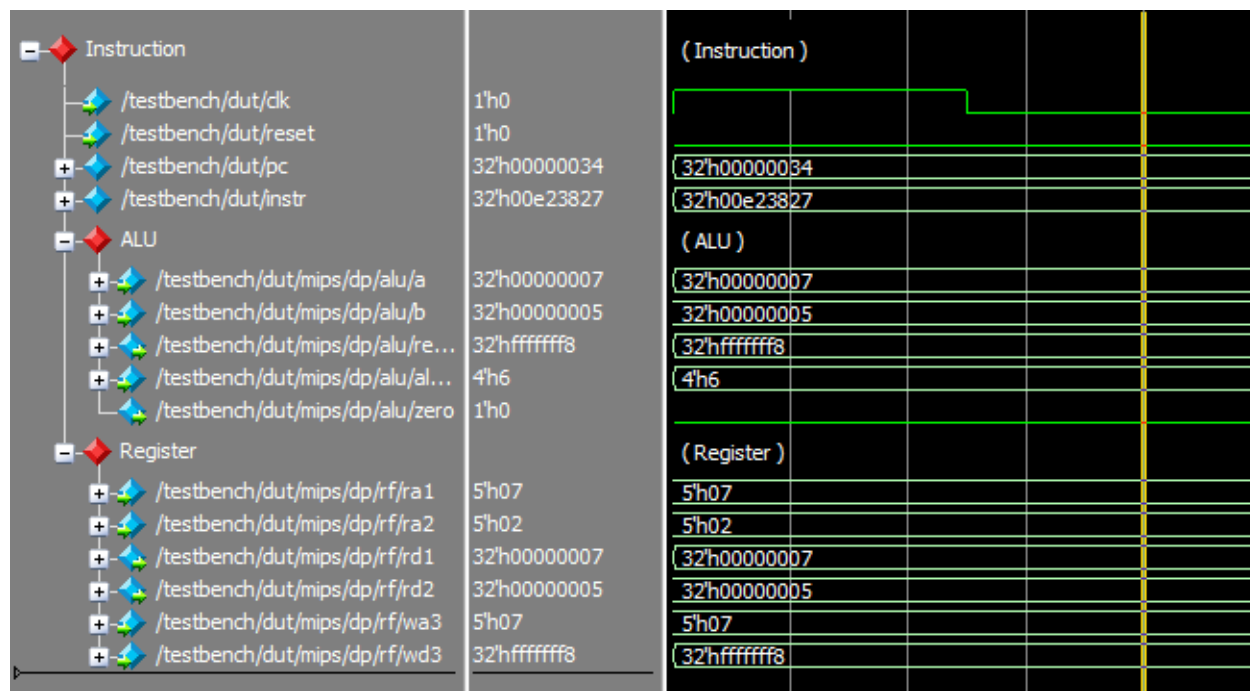 Instruction (Instruction)
/testbench/dut/clk 1'h0
/testbench/dut/reset 1'h0
/testbench/dut/pc 32'h00000034 32'h00000034
/testbench/dut/instr 32'h00e23827 32'h00e23827
ALU (ALU)
/testbench/dut/mips/dp/alu/a 32'h00000007 32'h00000007
/testbench/dut/mips/dp/alu/b 32'h00000005 32'h00000005
/testbench/dut/mips/dp/alu/re... 32'hfffffff8 32'hfffffff8
/testbench/dut/mips/dp/alu/al... 4'h6 4'h6
/testbench/dut/mips/dp/alu/zero 1'h0
Register (Register)
/testbench/dut/mips/dp/rf/ra1 5'h07 5'h07
/testbench/dut/mips/dp/rf/ra2 5'h02 5'h02
/testbench/dut/mips/dp/rf/rd1 32'h00000007 32'h00000007
/testbench/dut/mips/dp/rf/rd2 32'h00000005 32'h00000005
/testbench/dut/mips/dp/rf/wa3 5'h07 5'h07
/testbench/dut/mips/dp/rf/wd3 32'hfffffff8 32'hfffffff8